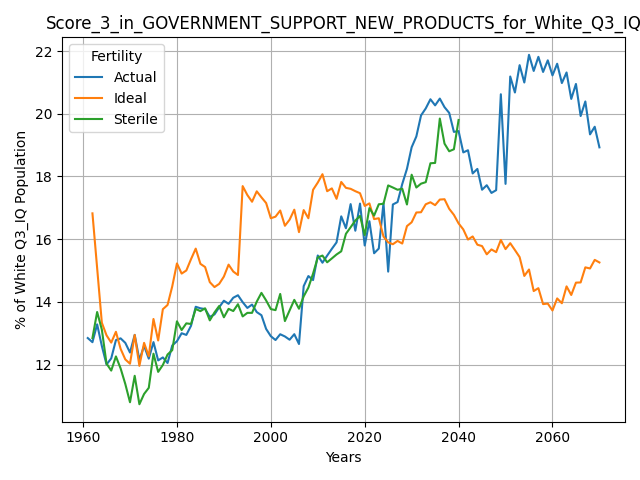 Score_3_in_GOVERNMENT_SUPPORT_NEW_PRODUCTS_for_White_Q3_IQ
Fertility
Actual
Ideal
Sterile
% of White Q3_IQ Population
22
20
18
16
14
12
1960
1980
2000
2020
2040
2060
Years